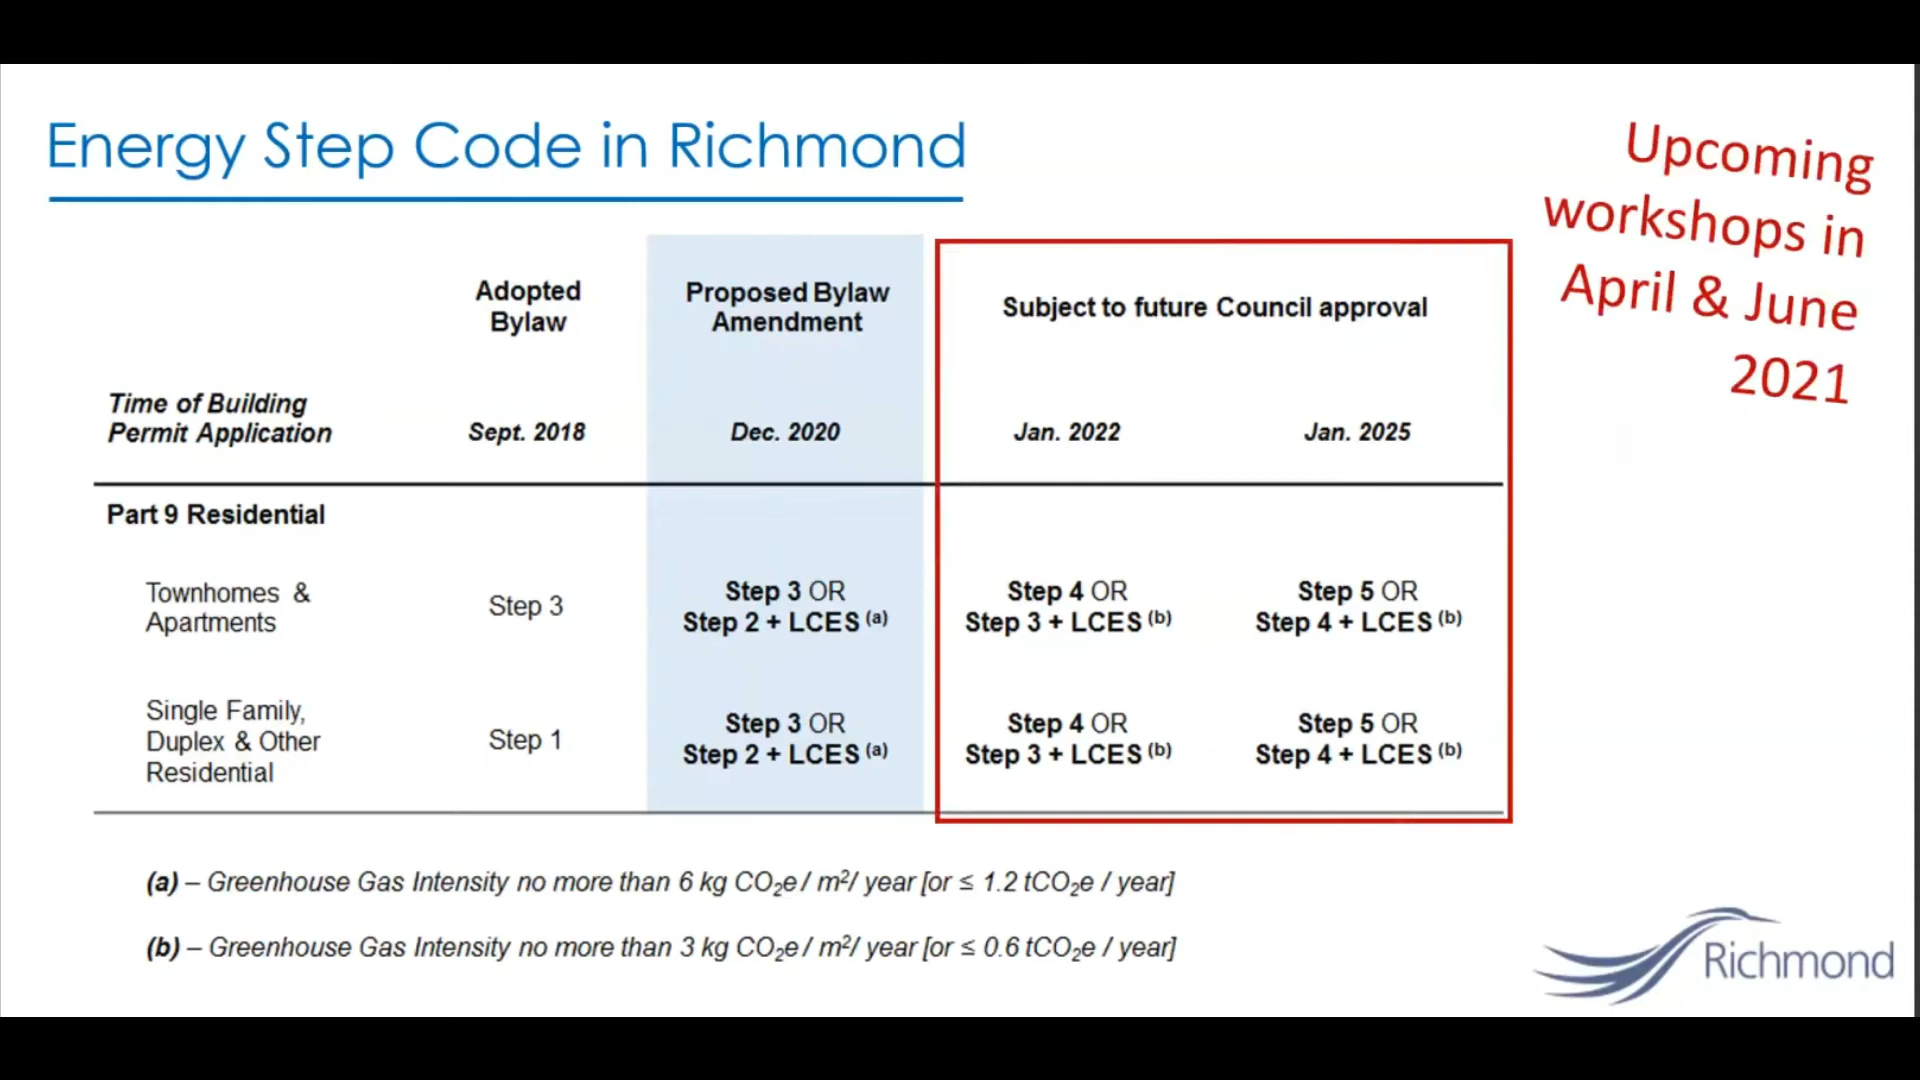 Energy Step Code in Richmond
Upcoming
workshops in
April & June
2021
Adopted
Bylaw
Proposed Bylaw
Amendment
Subject to future Council approval
Time of Building
Permit Application
Sept. 2018
Dec. 2020
Jan. 2022
Jan. 2025
Part 9 Residential
Townhomes &
Apartments
Step 3
Step 3 OR
Step 2 + LCES (a)
Step 4 OR
Step 3 + LCES (b)
Step 5 OR
Step 4 + LCES (b)
Single Family,
Duplex & Other
Residential
Step 1
Step 3 OR
Step 2 + LCES (a)
Step 4 OR
Step 3 + LCES (b)
Step 5 OR
Step 4 + LCES (b)
(a) – Greenhouse Gas Intensity no more than 6 kg CO₂e / m²/ year [or ≤ 1.2 tCO₂e / year]
(b) – Greenhouse Gas Intensity no more than 3 kg CO₂e / m²/ year [or ≤ 0.6 tCO₂e / year]
Richmond